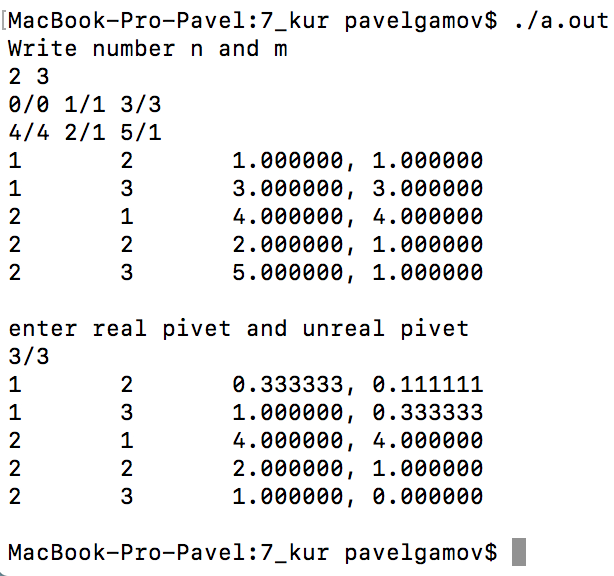 [MacBook-Pro-Pavel:7_kur pavelgamov$ ./a.out
Write number n and m
2 3
0/0 1/1 3/3
4/4 2/1 5/1
1 2 1.000000, 1.000000
1 3 3.000000, 3.000000
2 1 4.000000, 4.000000
2 2 2.000000, 1.000000
2 3 5.000000, 1.000000
enter real pivet and unreal pivet
3/3
1 2 0.333333, 0.111111
1 3 1.000000, 0.333333
2 1 4.000000, 4.000000
2 2 2.000000, 1.000000
2 3 1.000000, 0.000000
MacBook-Pro-Pavel:7_kur pavelgamov$